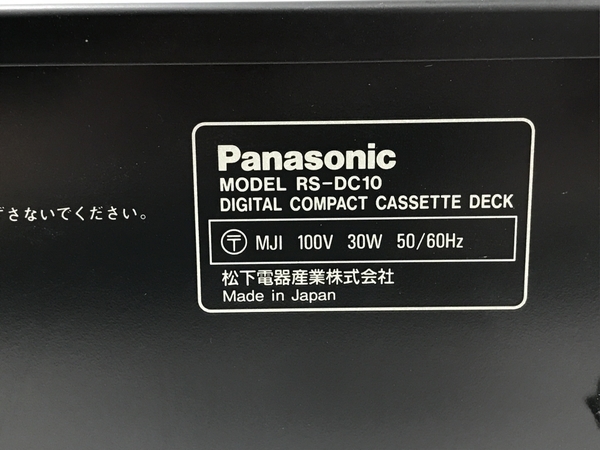 Panasonic
MODEL RS-DC10
DIGITAL COMPACT CASSETTE DECK
さないでください。
〒 MJI 100V 30W 50/60Hz
松下電器産業株式会社
Made in Japan